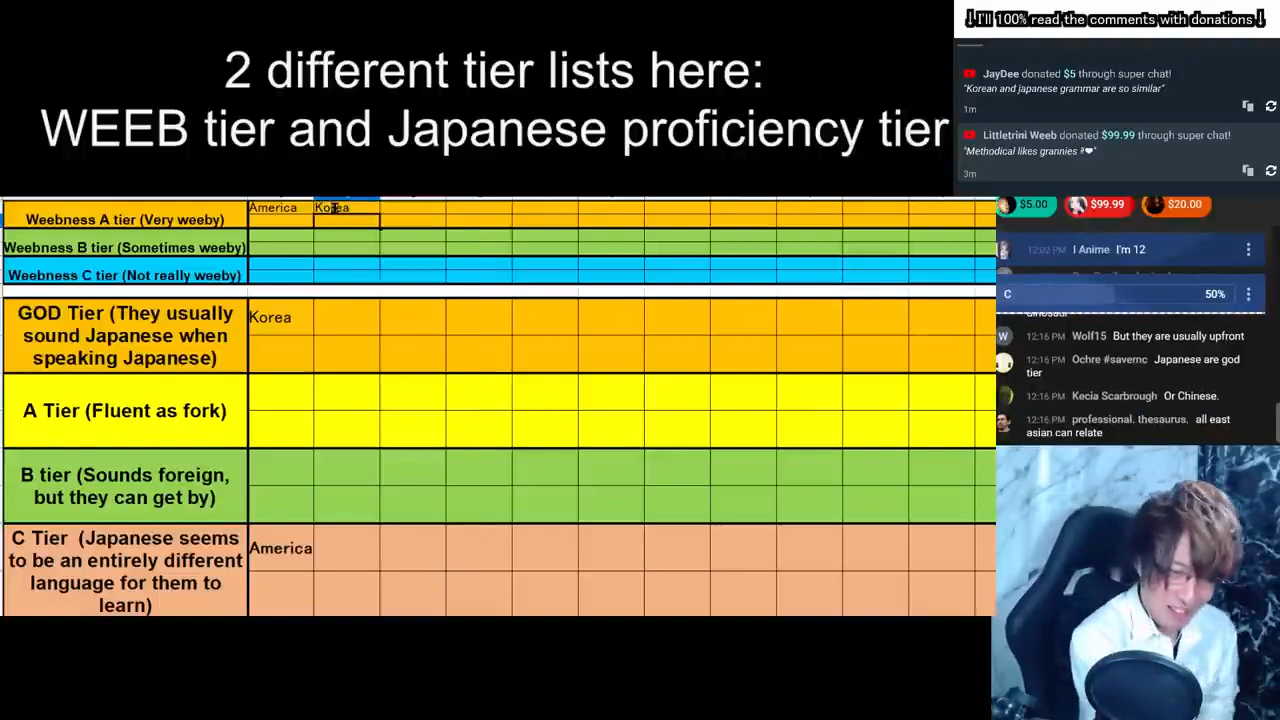 2 different tier lists here:
WEEB tier and Japanese proficiency tier
↓I'll 100% read the comments with donations↓
JayDee donated $5 through super chat!
"Korean and japanese grammar are so similar"
1m
Littletrini Weeb donated $99.99 through super chat!
"Methodical likes grannies ✌❤"
3m
$5.00 $99.99 $20.00
12:02 PM I Anime I'm 12
C 50%
dinosaur
12:16 PM Wolf15 But they are usually upfront
12:16 PM Ochre #savemc Japanese are god
tier
12:16 PM Kecia Scarbrough Or Chinese.
12:16 PM professional. thesaurus. all east
asian can relate
Weebness A tier (Very weeby) America Korea
Weebness B tier (Sometimes weeby)
Weebness C tier (Not really weeby)
GOD Tier (They usually
sound Japanese when
speaking Japanese)
Korea
A Tier (Fluent as fork)
B tier (Sounds foreign,
but they can get by)
C Tier (Japanese seems
to be an entirely different
language for them to
learn)
America